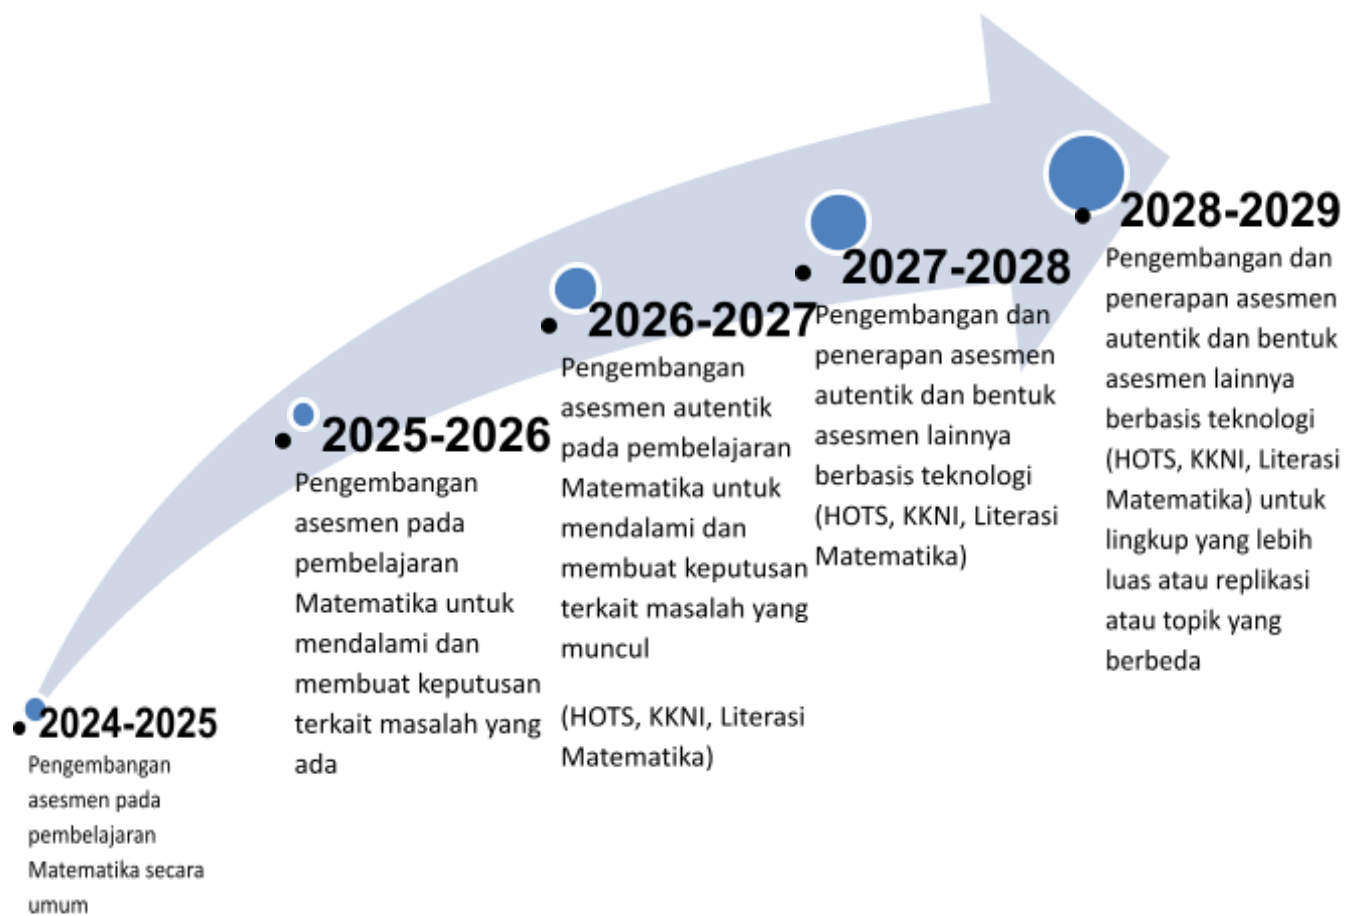 2024-2025
Pengembangan
asesmen pada
pembelajaran
Matematika secara
umum
2025-2026
Pengembangan
asesmen pada
pembelajaran
Matematika untuk
mendalami dan
membuat keputusan
terkait masalah yang
ada
2026-2027
Pengembangan
asesmen autentik
pada pembelajaran
Matematika untuk
mendalami dan
membuat keputusan
terkait masalah yang
muncul
(HOTS, KKNI, Literasi
Matematika)
2027-2028
Pengembangan dan
penerapan asesmen
autentik dan bentuk
asesmen lainnya
berbasis teknologi
(HOTS, KKNI, Literasi
Matematika)
2028-2029
Pengembangan dan
penerapan asesmen
autentik dan bentuk
asesmen lainnya
berbasis teknologi
(HOTS, KKNI, Literasi
Matematika) untuk
lingkup yang lebih
luas atau replikasi
atau topik yang
berbeda